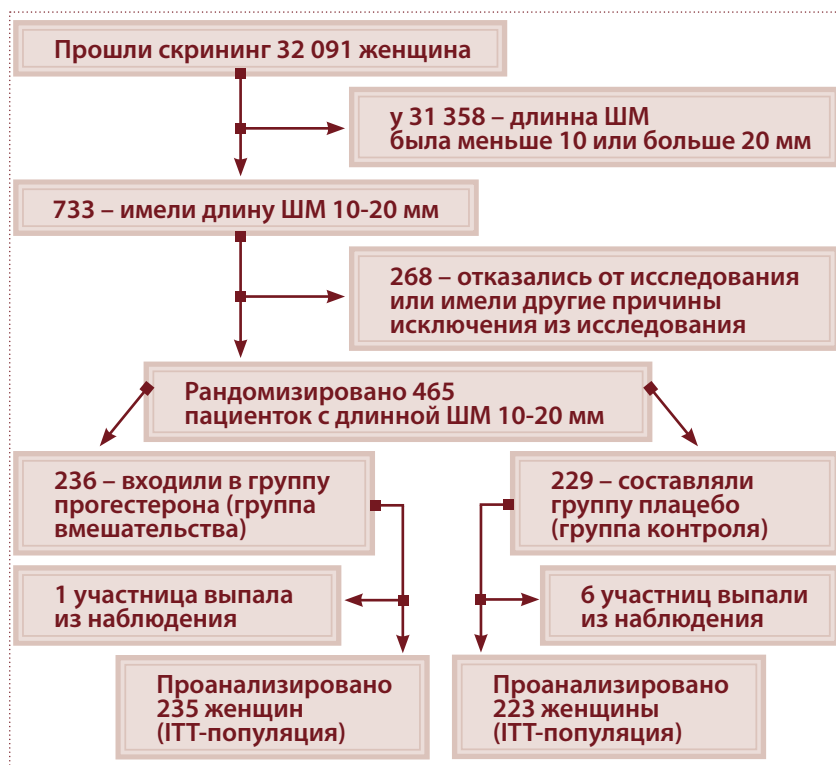 Прошли скрининг 32 091 женщина
у 31 358 – длинна ШМ
была меньше 10 или больше 20 мм
733 – имели длину ШМ 10-20 мм
268 – отказались от исследования
или имели другие причины
исключения из исследования
Рандомизировано 465
пациенток с длинной ШМ 10-20 мм
236 – входили в группу
прогестерона (группа
вмешательства)
229 – составляли
группу плацебо
(группа контроля)
1 участница выпала
из наблюдения
6 участниц выпали
из наблюдения
Проанализировано
235 женщин
(ITT-популяция)
Проанализировано
223 женщины
(ITT-популяция)